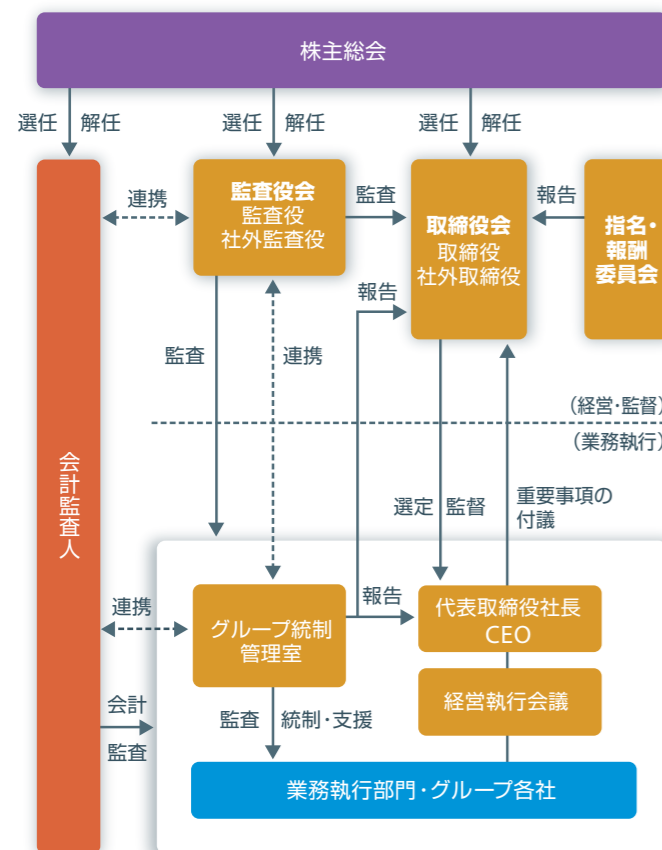 株主総会
選任 解任
選任 解任
選任 解任
連携
監査役会
監査役
社外監査役
監査
取締役会
取締役
社外取締役
報告
指名・
報酬
委員会
監査
連携
報告
(経営・監督)
(業務執行)
会計監査人
選定 監督
重要事項の
付議
連携
グループ統制
管理室
報告
代表取締役社長
CEO
経営執行会議
会計
監査
監査 統制・支援
業務執行部門・グループ各社